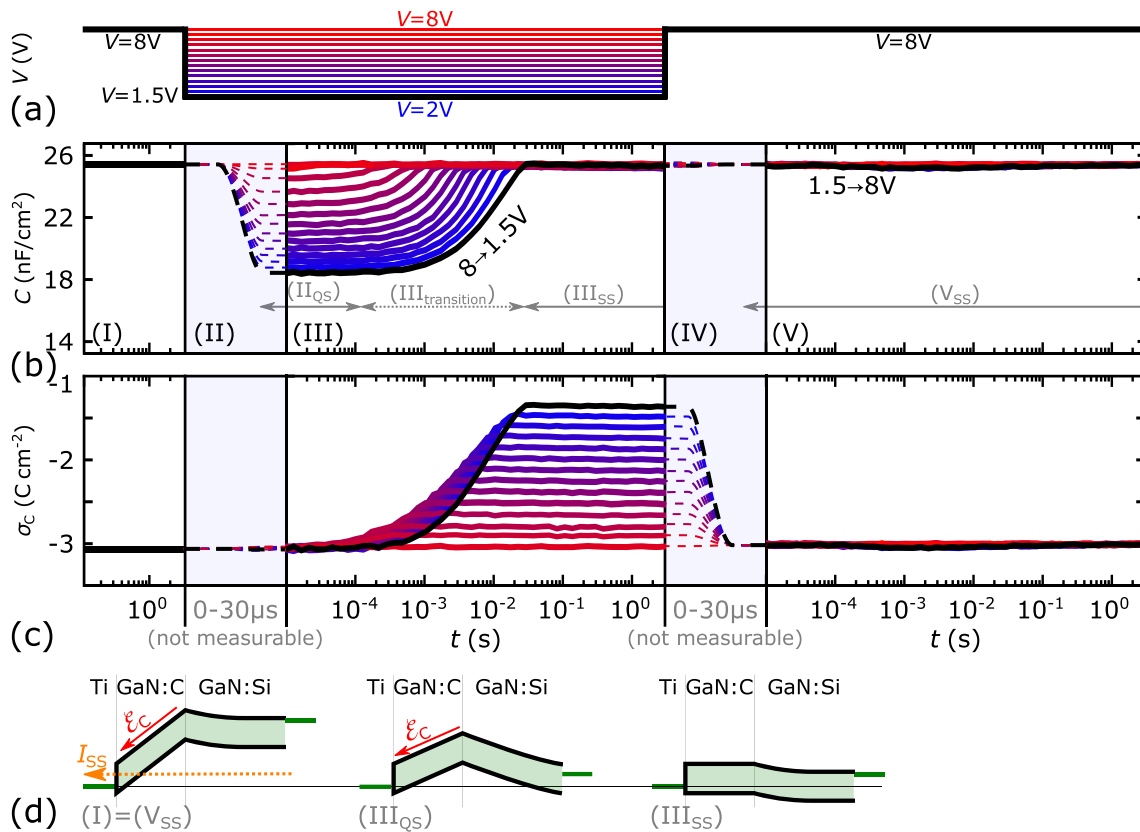 V=8V
V=8V
V=8V
V (V)
V=1.5V
V=2V
(a)
26
22
18
14
C (nF/cm²)
1.5→8V
8→1.5V
(II_QS)
(III_transition)
(III_SS)
(V_SS)
(I)
(II)
(III)
(IV)
(V)
(b)
-1
-2
-3
σ_C (C cm⁻²)
10⁰
0-30μs
10⁻⁴
10⁻³
10⁻²
10⁻¹
10⁰
0-30μs
10⁻⁴
10⁻³
10⁻²
10⁻¹
10⁰
(c)
(not measurable)
t (s)
(not measurable)
t (s)
Ti GaN:C GaN:Si
Ti GaN:C GaN:Si
Ti GaN:C GaN:Si
ℰ_C
ℰ_C
I_SS
(d)
(I)=(V_SS)
(III_QS)
(III_SS)